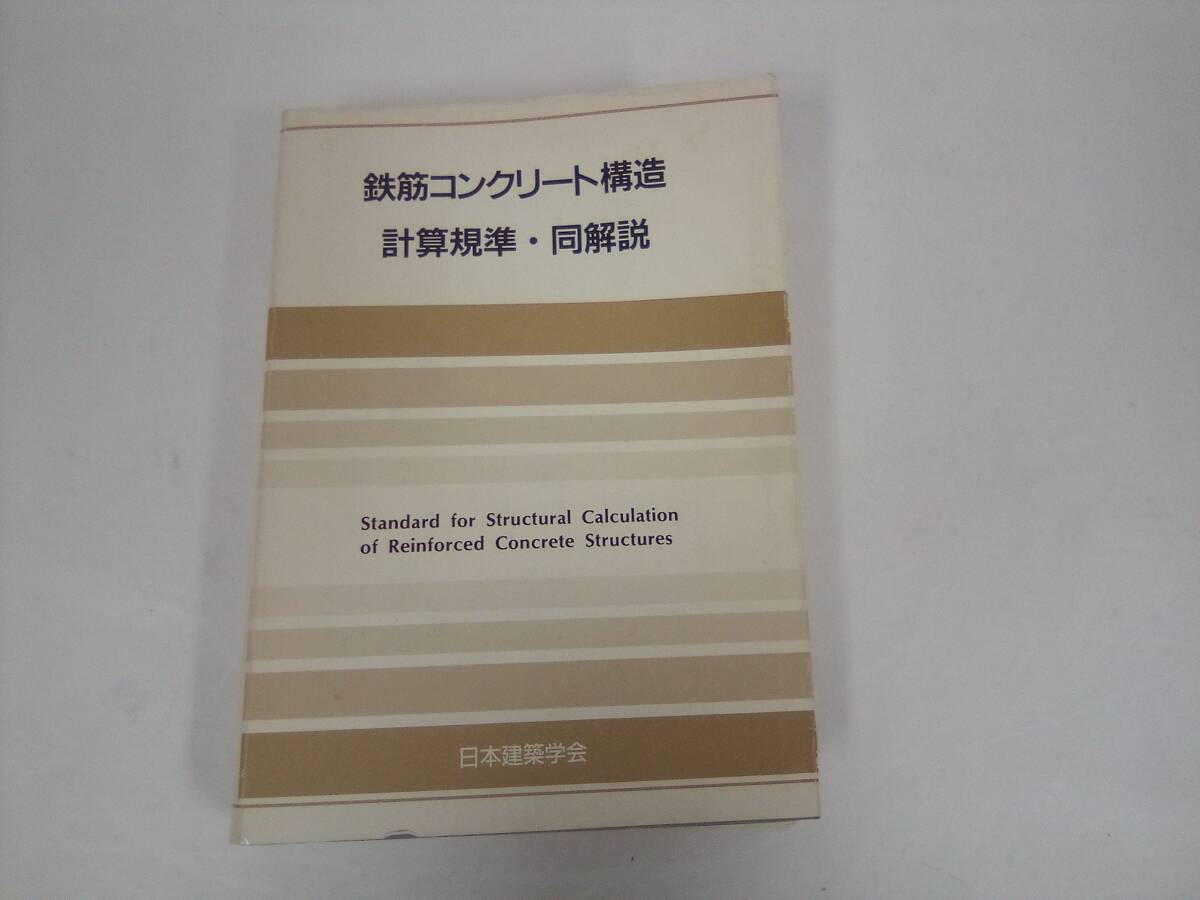 鉄筋コンクリート構造
計算規準・同解説
Standard for Structural Calculation
of Reinforced Concrete Structures
日本建築学会